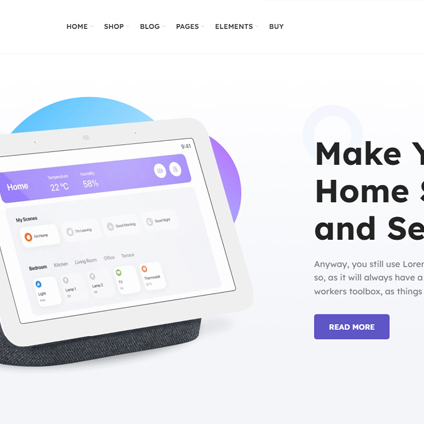 HOME SHOP BLOG PAGES ELEMENTS BUY
9:41
Home
Temperature Humidity
22 °C 58%
My Scenes
I'm Leaving Good Morning Good Night
Bedroom Kitchen Living Room Office Terrace
Light Lamp 1 Lamp 2 TV Thermostat
Make Y
Home S
and Se
Anyway, you still use Lorem
so, as it will always have a
workers toolbox, as things
READ MORE